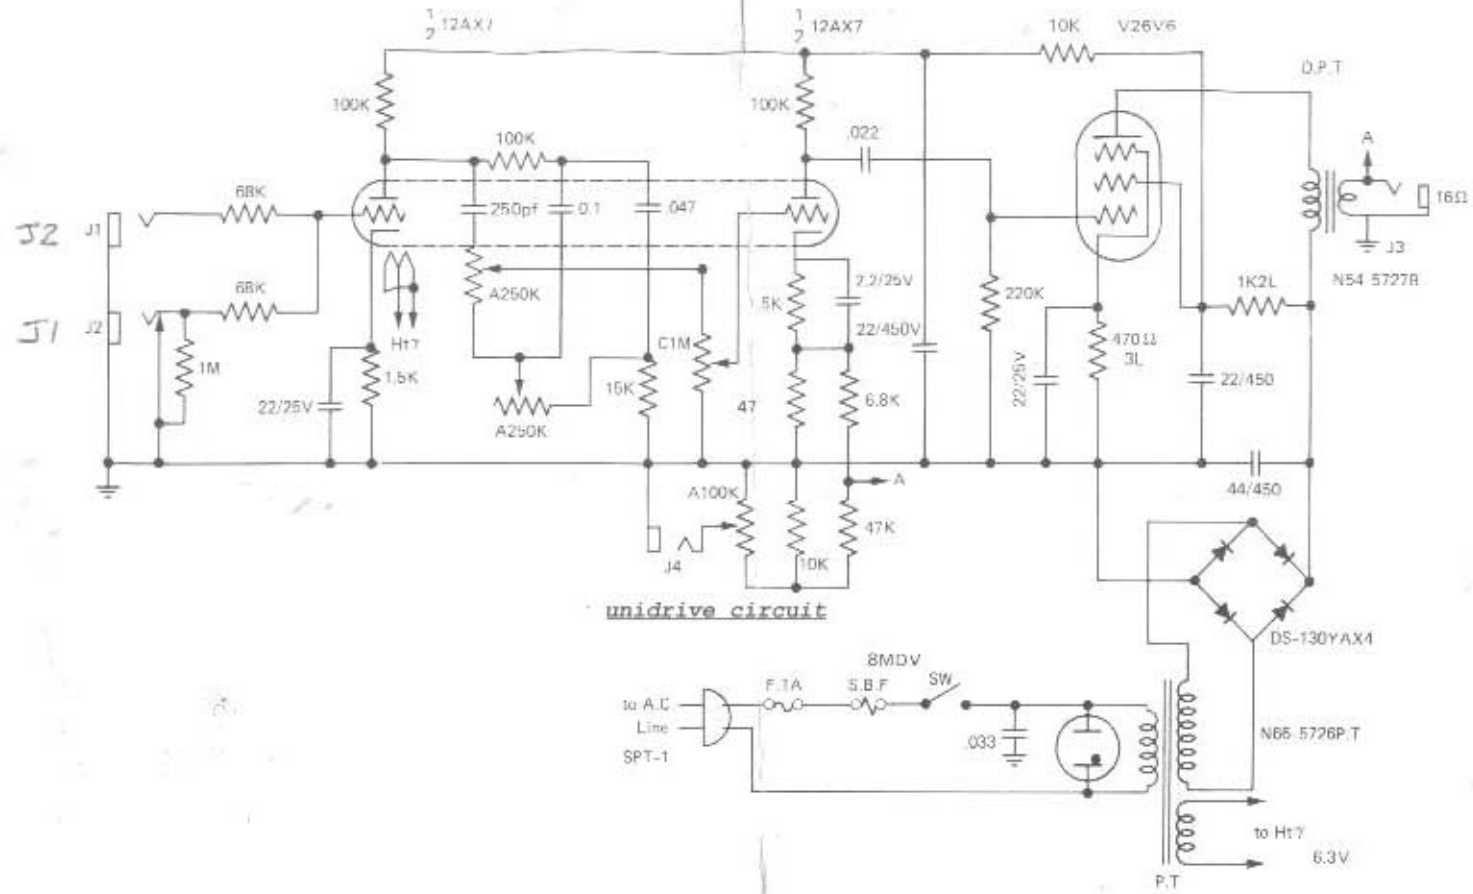 1/2 12AX7
1/2 12AX7
10K
V26V6
O.P.T
100K
100K
100K
.022
A
68K
250pf
0.1
.047
16Ω
J2
J1
J3
2.2/25V
N54 5727R
1K2L
A250K
.5K
220K
68K
22/450V
J1
J2
470Ω
3L
Ht?
C1M
1M
1.5K
15K
22/25V
22/450
47
6.8K
22/25V
A250K
A
A100K
44/450
47K
J4
10K
unidrive circuit
DS-130YAX4
8MDV
F.1A
S.B.F
SW
to A.C
Line
.033
N66 5726P.T
SPT-1
to Ht?
6.3V
P.T